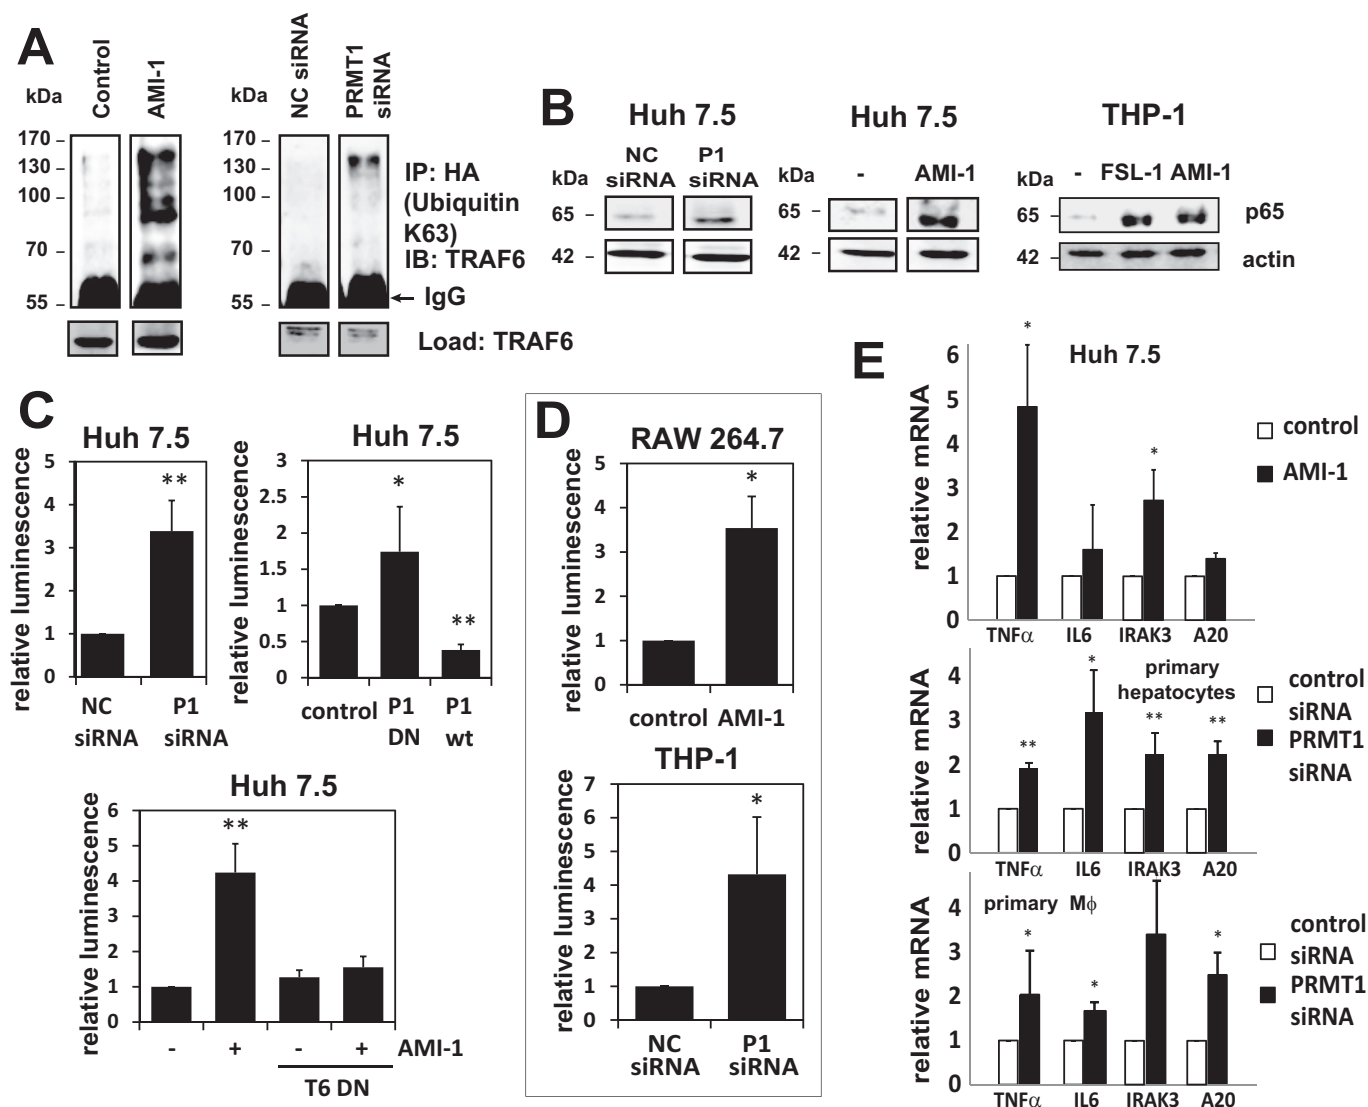 A
kDa
Control
AMI-1
170
130
100
70
55
kDa
NC siRNA
PRMT1
siRNA
170
130
100
70
55
IP: HA
(Ubiquitin
K63)
IB: TRAF6
IgG
Load: TRAF6
B
Huh 7.5
NC
siRNA
P1
siRNA
kDa
65
42
Huh 7.5
- AMI-1
kDa
65
42
THP-1
- FSL-1 AMI-1
kDa
65
42
p65
actin
C
Huh 7.5
relative luminescence
5
4
3
2
1
0
**
NC
siRNA
P1
siRNA
Huh 7.5
relative luminescence
3
2.5
2
1.5
1
0.5
0
*
**
control
P1
DN
P1
wt
Huh 7.5
relative luminescence
6
5
4
3
2
1
0
**
- + - + AMI-1
T6 DN
D
RAW 264.7
relative luminescence
5
4
3
2
1
0
*
control AMI-1
THP-1
relative luminescence
7
6
5
4
3
2
1
0
*
NC
siRNA
P1
siRNA
E
Huh 7.5
relative mRNA
6
5
4
3
2
1
0
*
*
TNFα IL6 IRAK3 A20
control
AMI-1
primary
hepatocytes
relative mRNA
4
3
2
1
0
**
*
**
**
TNFα IL6 IRAK3 A20
control
siRNA
PRMT1
siRNA
primary Mϕ
relative mRNA
4
3
2
1
0
*
*
*
TNFα IL6 IRAK3 A20
control
siRNA
PRMT1
siRNA